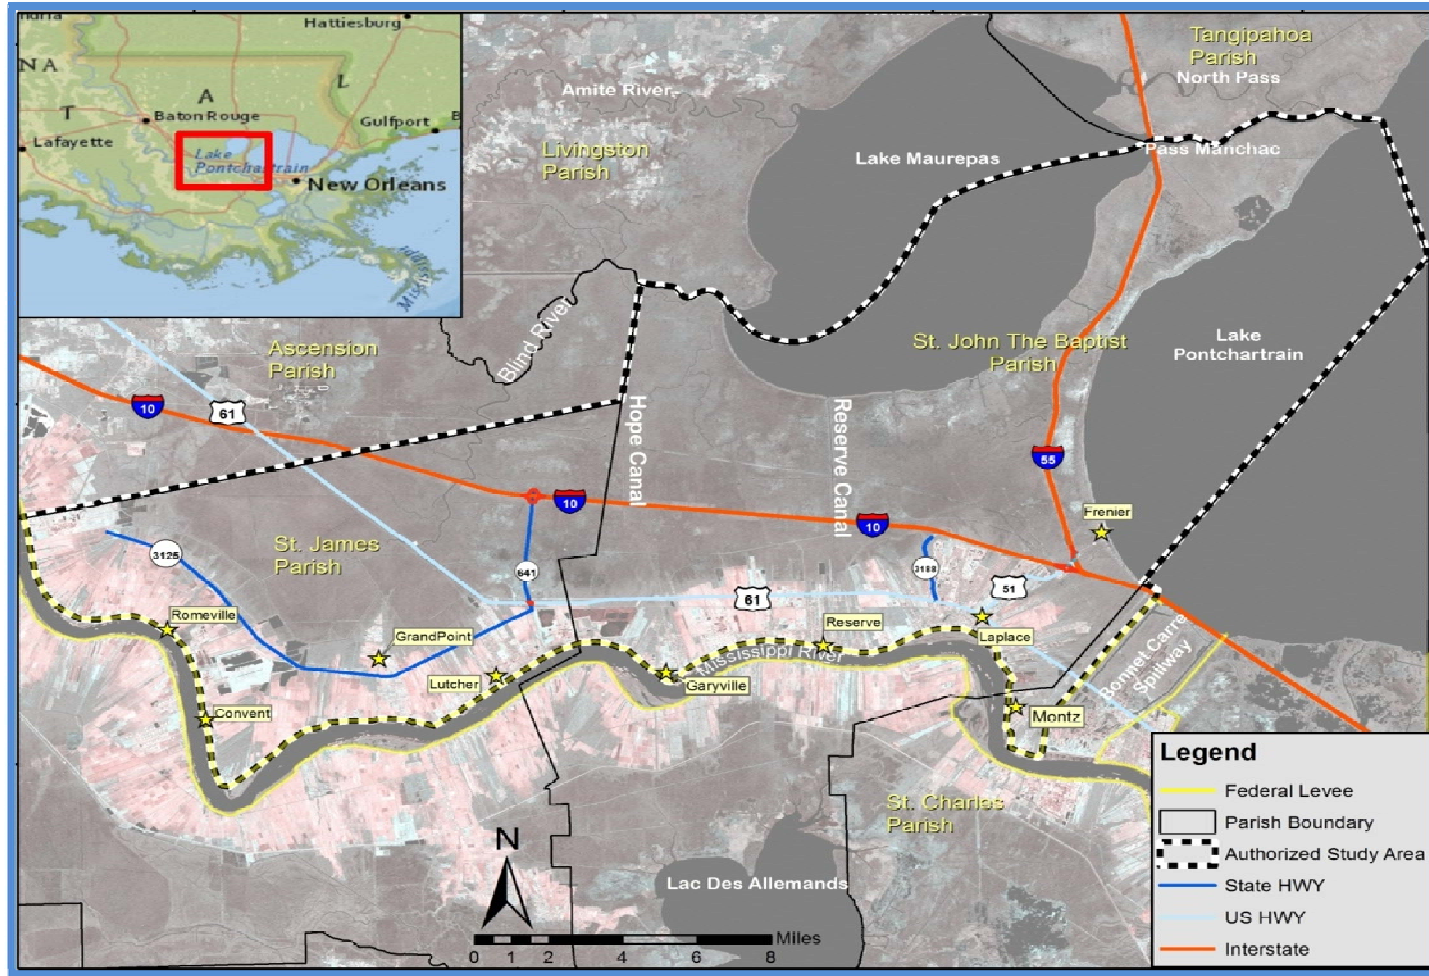 Hattiesburg
N A
A
L
T
Baton Rouge
Gulfport
B
Lafayette
Lake
Pontchartrain
New Orleans
Tangipahoa
Parish
North Pass
Amite River
Livingston
Parish
Lake Maurepas
Pass Manchac
Blind River
Ascension
Parish
St. John The Baptist
Parish
Lake
Pontchartrain
10
61
Hope Canal
Reserve Canal
55
10
10
Frenier
St. James
Parish
3125
641
3188
51
61
Romeville
GrandPoint
Reserve
Laplace
Mississippi River
Lutcher
Garyville
Convent
Montz
Bonnet Carre
Spillway
St. Charles
Parish
Lac Des Allemands
N
Miles
0 1 2 4 6 8
Legend
Federal Levee
Parish Boundary
Authorized Study Area
State HWY
US HWY
Interstate